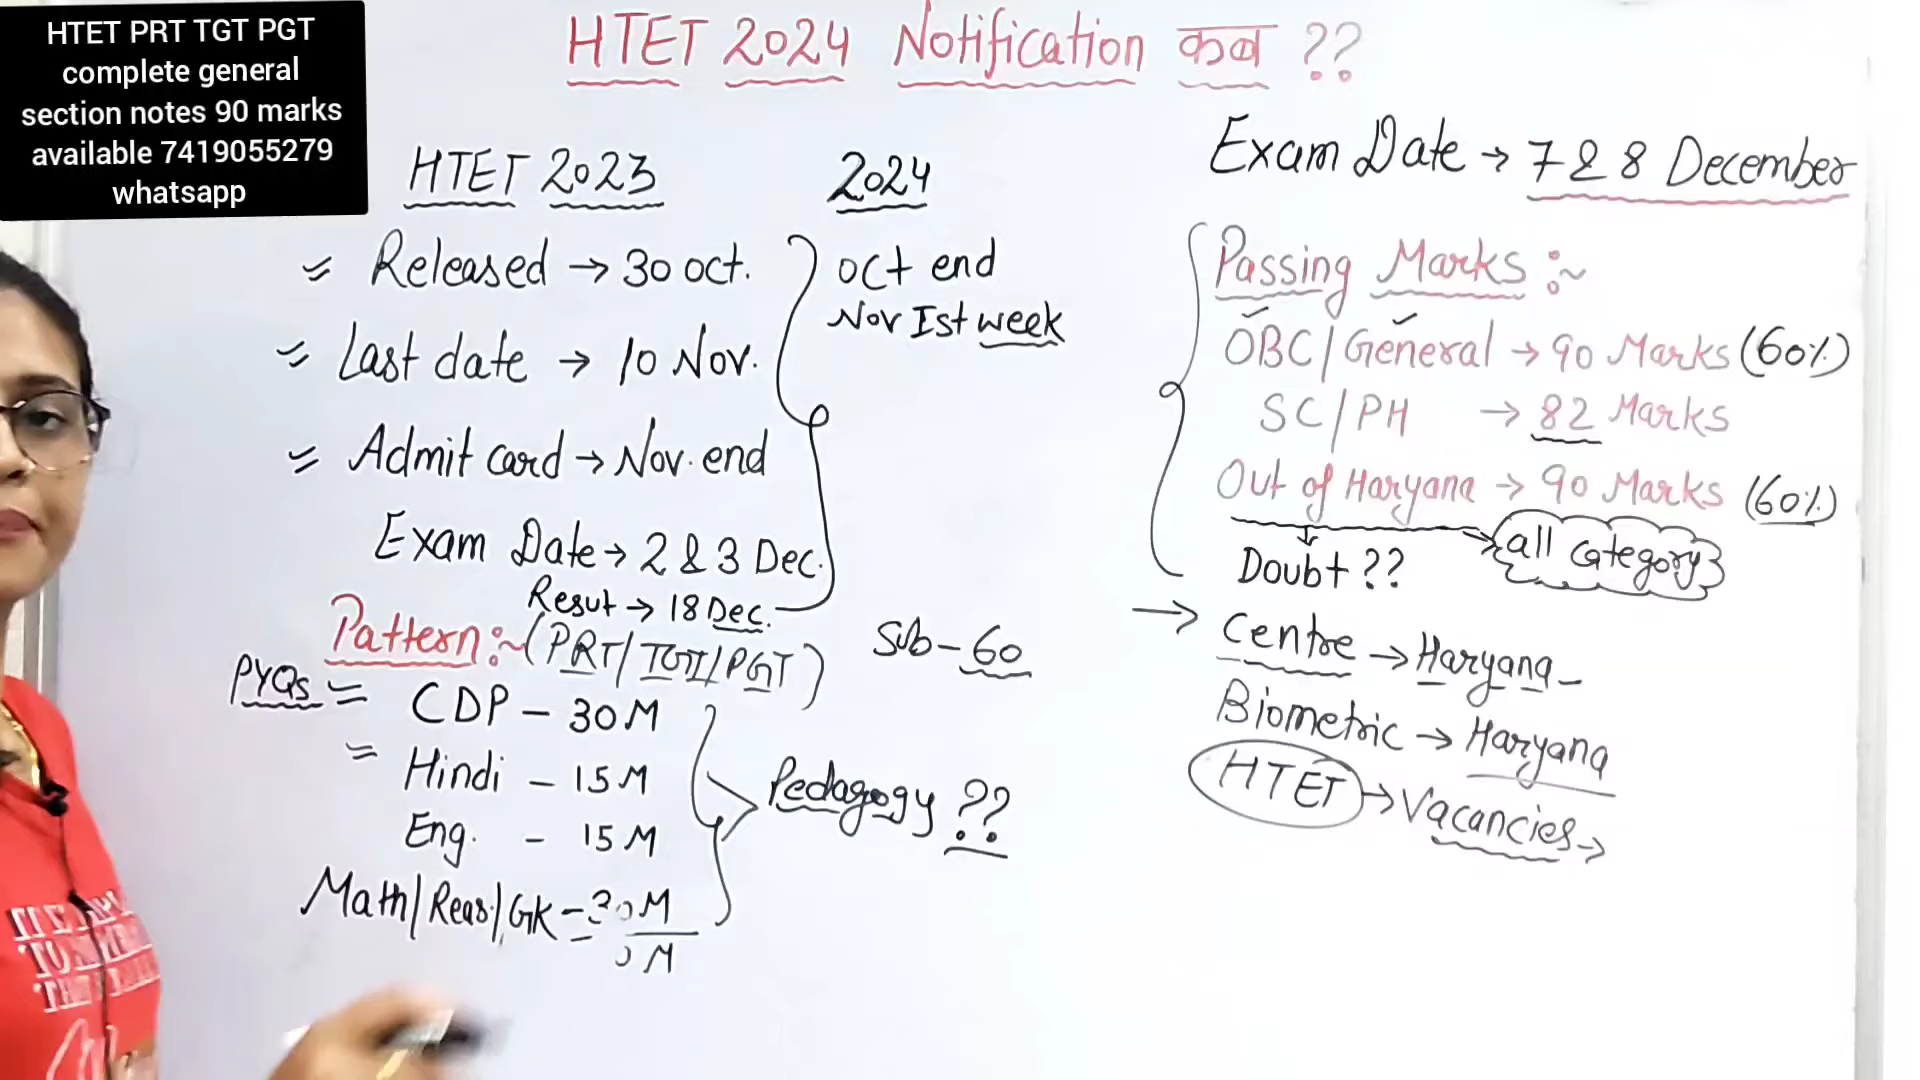 HTET PRT TGT PGT
complete general
section notes 90 marks
available 7419055279
whatsapp
HTET 2024 Notification कब ??
HTET 2023
= Released → 30 oct.
= Last date → 10 Nov.
= Admit card → Nov. end
Exam Date → 2 & 3 Dec.
Resut → 18 Dec.
2024
oct end
Nov Ist week
Pattern :~ (PRT/TGT/PGT)
Sub - 60
PYQs = CDP - 30 M
= Hindi - 15 M
Eng. - 15 M
Math/Reas./GK - 30 M
M
Pedagogy ??
Exam Date → 7 & 8 December
Passing Marks :~
OBC/General → 90 Marks (60%)
SC/PH → 82 Marks
Out of Haryana → 90 Marks (60%)
all category
Doubt ??
→ Centre → Haryana -
Biometric → Haryana
HTET → Vacancies →